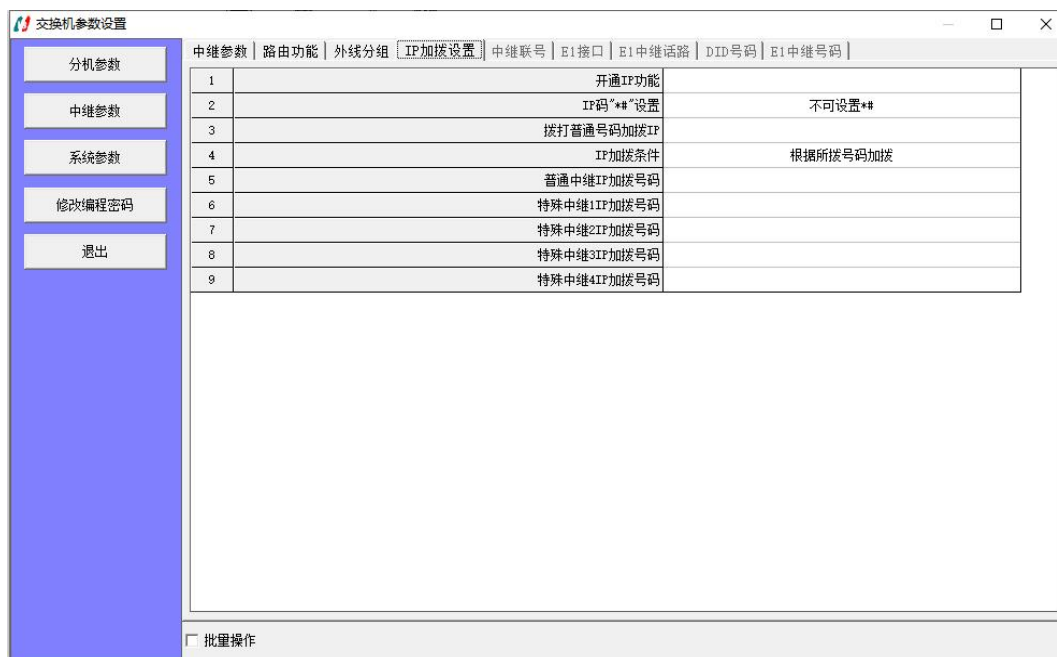 交换机参数设置
分机参数
中继参数
系统参数
修改编程密码
退出
中继参数 路由功能 外线分组 IP加拨设置 中继联号 E1接口 E1中继话路 DID号码 E1中继号码
1 开通IP功能
2 IP码"*#"设置 不可设置*#
3 拨打普通号码加拨IP
4 IP加拨条件 根据所拨号码加拨
5 普通中继IP加拨号码
6 特殊中继1IP加拨号码
7 特殊中继2IP加拨号码
8 特殊中继3IP加拨号码
9 特殊中继4IP加拨号码
批量操作